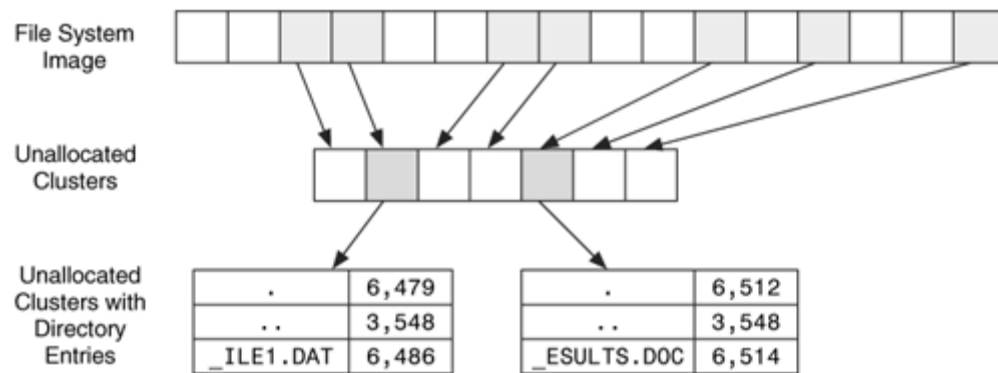 File System
Image
Unallocated
Clusters
Unallocated
Clusters with
Directory
Entries
. 6,479
.. 3,548
_ILE1.DAT 6,486
. 6,512
.. 3,548
_ESULTS.DOC 6,514